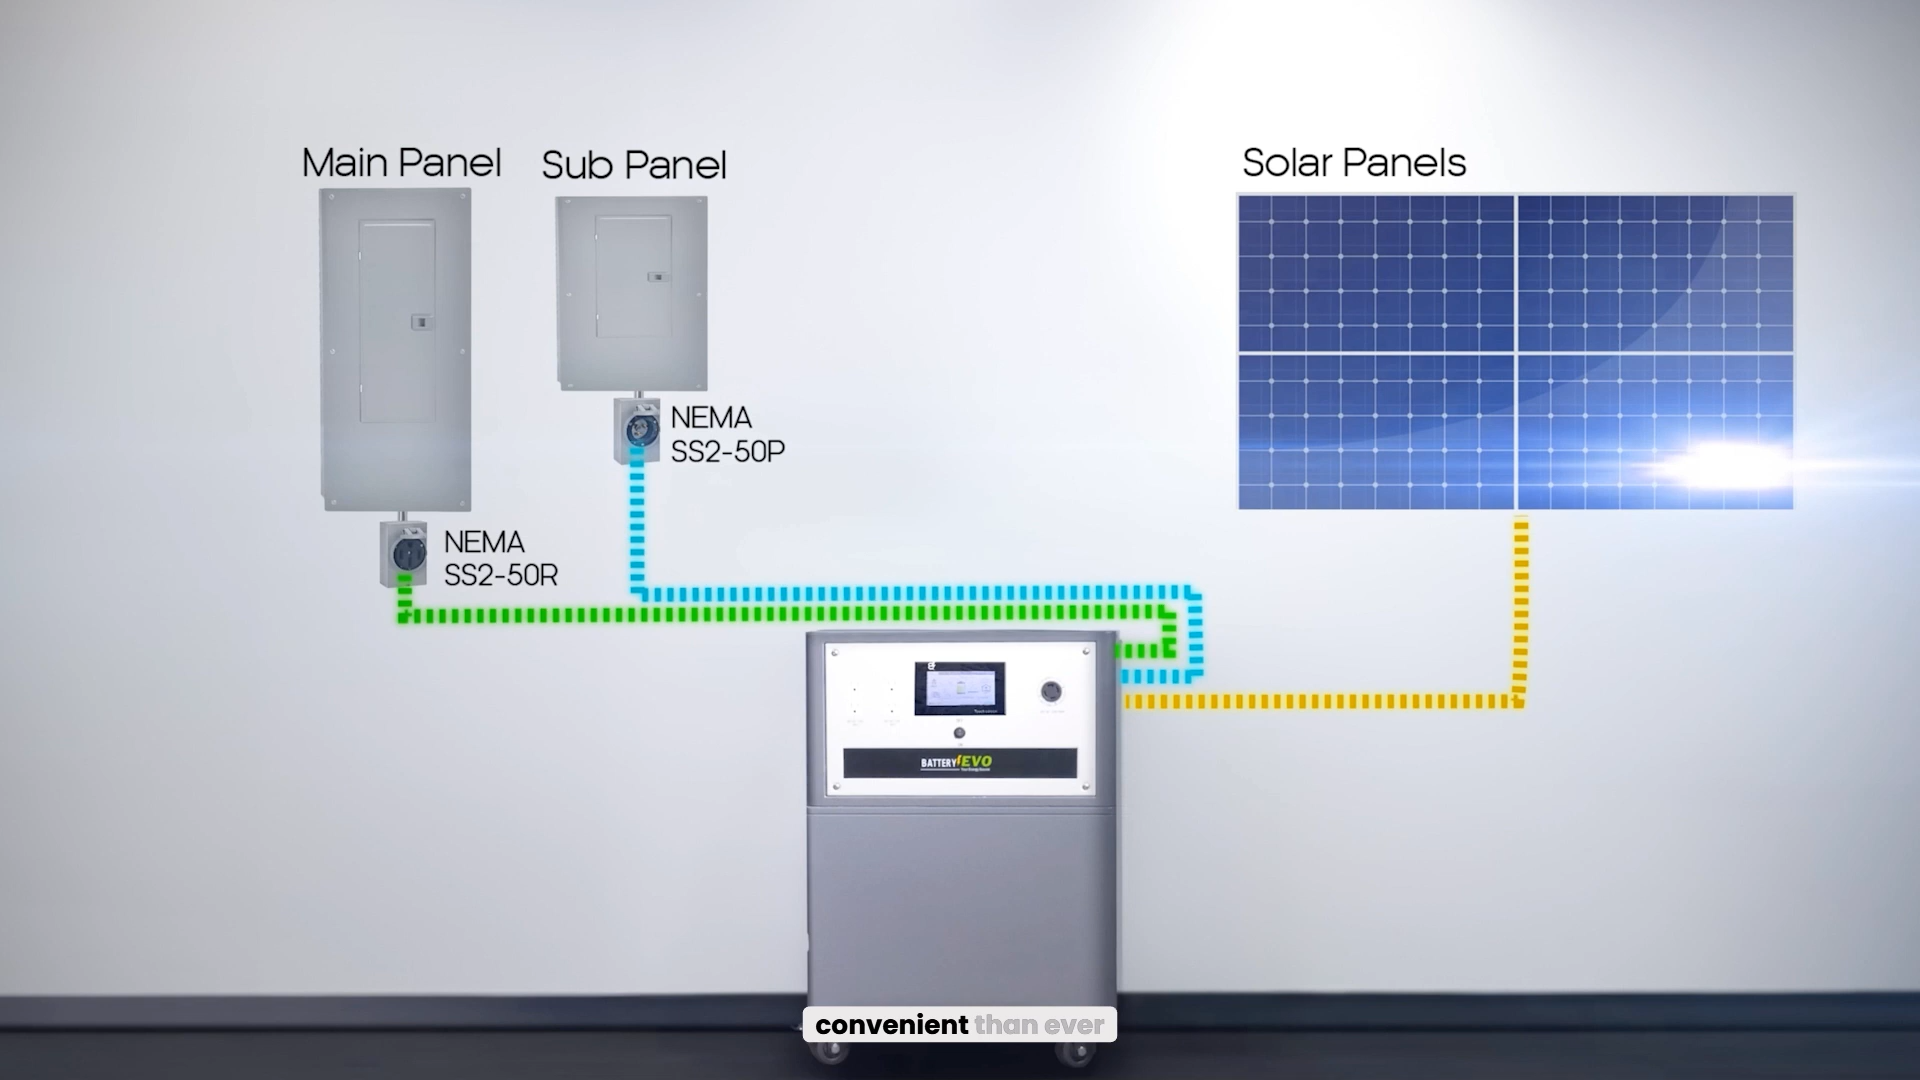 Main Panel
Sub Panel
Solar Panels
NEMA
SS2-50P
NEMA
SS2-50R
BATTERY EVO
convenient than ever